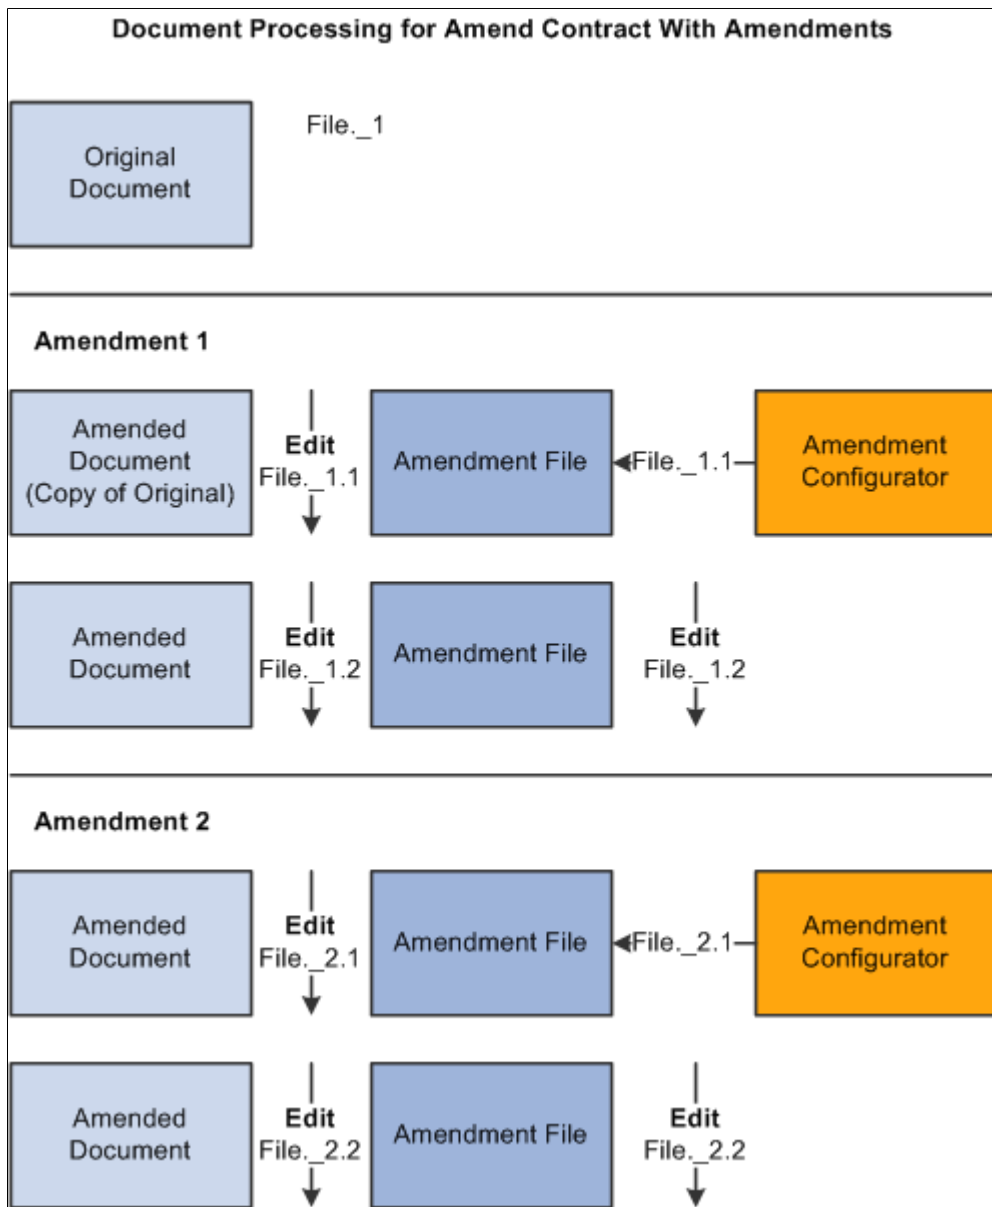 Document Processing for Amend Contract With Amendments
Original
Document
File._1
Amendment 1
Amended
Document
(Copy of Original)
Edit
File._1.1
Amendment File
File._1.1
Amendment
Configurator
Amended
Document
Edit
File._1.2
Amendment File
Edit
File._1.2
Amendment 2
Amended
Document
Edit
File._2.1
Amendment File
File._2.1
Amendment
Configurator
Amended
Document
Edit
File._2.2
Amendment File
Edit
File._2.2